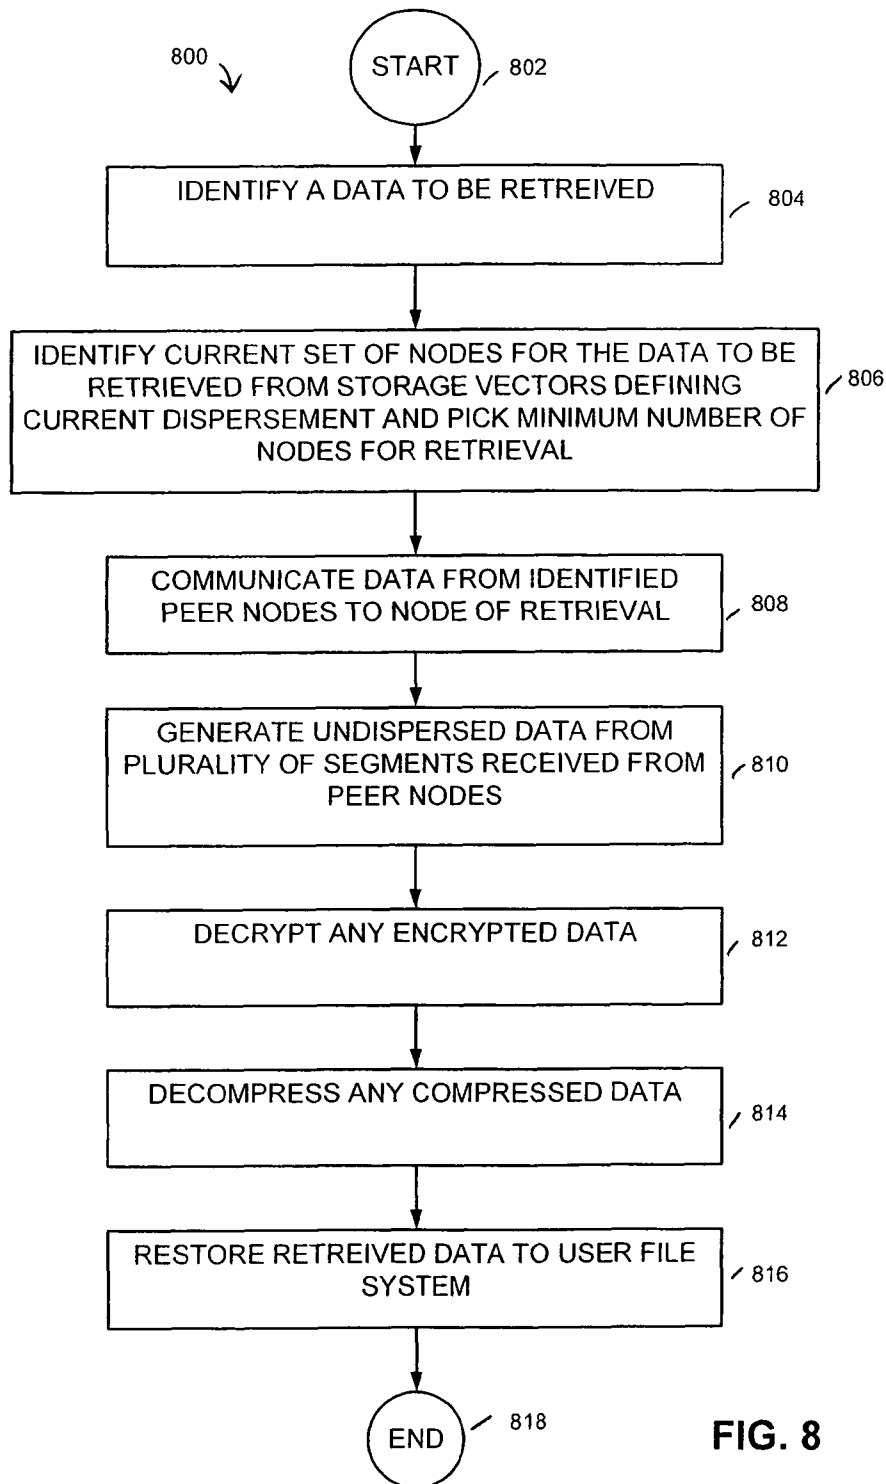 800
START
802
IDENTIFY A DATA TO BE RETREIVED
804
IDENTIFY CURRENT SET OF NODES FOR THE DATA TO BE
RETRIEVED FROM STORAGE VECTORS DEFINING
CURRENT DISPERSEMENT AND PICK MINIMUM NUMBER OF
NODES FOR RETRIEVAL
806
COMMUNICATE DATA FROM IDENTIFIED
PEER NODES TO NODE OF RETRIEVAL
808
GENERATE UNDISPERSED DATA FROM
PLURALITY OF SEGMENTS RECEIVED FROM
PEER NODES
810
DECRYPT ANY ENCRYPTED DATA
812
DECOMPRESS ANY COMPRESSED DATA
814
RESTORE RETREIVED DATA TO USER FILE
SYSTEM
816
END
818
FIG. 8